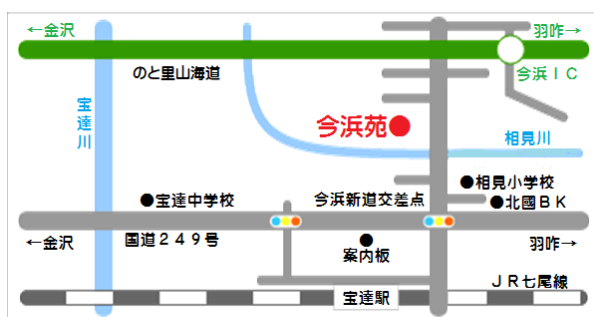 ←金沢
羽咋→
のと里山海道
今浜ＩＣ
宝達川
今浜苑
相見川
相見小学校
宝達中学校
今浜新道交差点
北國ＢＫ
←金沢
国道２４９号
案内板
羽咋→
ＪＲ七尾線
宝達駅